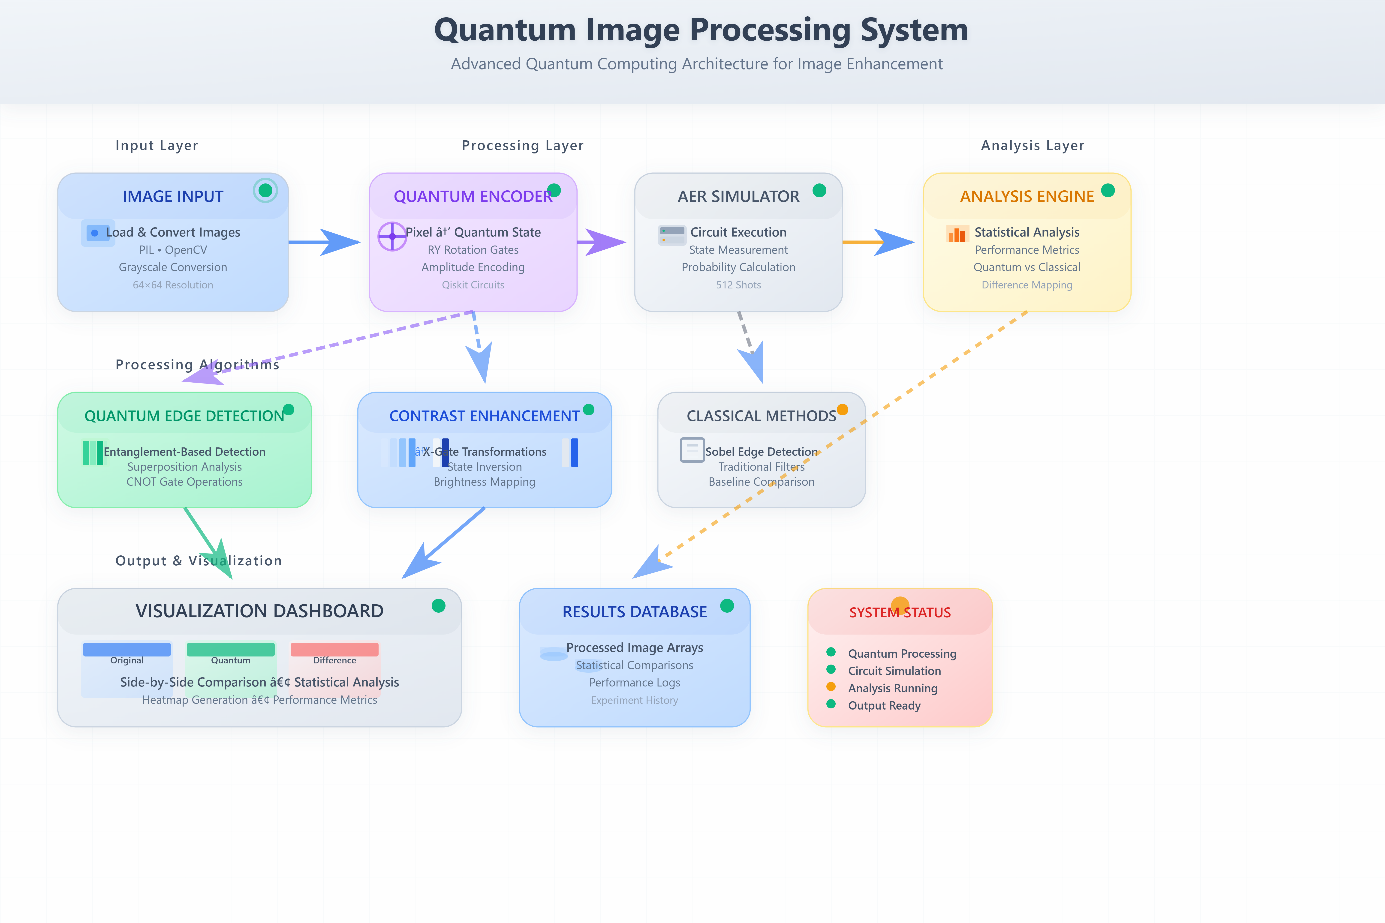 Quantum Image Processing System
Advanced Quantum Computing Architecture for Image Enhancement
Input Layer
Processing Layer
Analysis Layer
IMAGE INPUT
Load & Convert Images
PIL • OpenCV
Grayscale Conversion
64×64 Resolution
QUANTUM ENCODER
Pixel â†’ Quantum State
RY Rotation Gates
Amplitude Encoding
Qiskit Circuits
AER SIMULATOR
Circuit Execution
State Measurement
Probability Calculation
512 Shots
ANALYSIS ENGINE
Statistical Analysis
Performance Metrics
Quantum vs Classical
Difference Mapping
Processing Algorithms
QUANTUM EDGE DETECTION
Entanglement-Based Detection
Superposition Analysis
CNOT Gate Operations
CONTRAST ENHANCEMENT
X-Gate Transformations
State Inversion
Brightness Mapping
CLASSICAL METHODS
Sobel Edge Detection
Traditional Filters
Baseline Comparison
Output & Visualization
VISUALIZATION DASHBOARD
Original
Quantum
Difference
Side-by-Side Comparison â€¢ Statistical Analysis
Heatmap Generation â€¢ Performance Metrics
RESULTS DATABASE
Processed Image Arrays
Statistical Comparisons
Performance Logs
Experiment History
SYSTEM STATUS
Quantum Processing
Circuit Simulation
Analysis Running
Output Ready